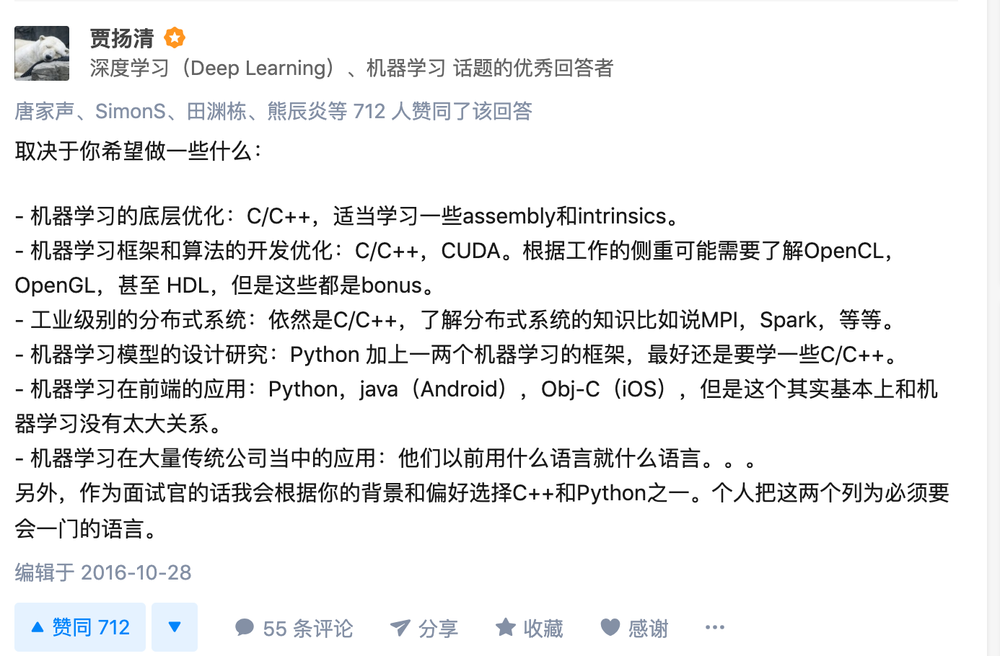 贾扬清
深度学习（Deep Learning）、机器学习 话题的优秀回答者
唐家声、SimonS、田渊栋、熊辰炎等 712 人赞同了该回答
取决于你希望做一些什么：
- 机器学习的底层优化：C/C++，适当学习一些assembly和intrinsics。
- 机器学习框架和算法的开发优化：C/C++，CUDA。根据工作的侧重可能需要了解OpenCL，
OpenGL，甚至 HDL，但是这些都是bonus。
- 工业级别的分布式系统：依然是C/C++，了解分布式系统的知识比如说MPI，Spark，等等。
- 机器学习模型的设计研究：Python 加上一两个机器学习的框架，最好还是要学一些C/C++。
- 机器学习在前端的应用：Python，java（Android），Obj-C（iOS），但是这个其实基本上和机
器学习没有太大关系。
- 机器学习在大量传统公司当中的应用：他们以前用什么语言就什么语言。。。
另外，作为面试官的话我会根据你的背景和偏好选择C++和Python之一。个人把这两个列为必须要
会一门的语言。
编辑于 2016-10-28
赞同 712 55 条评论 分享 收藏 感谢